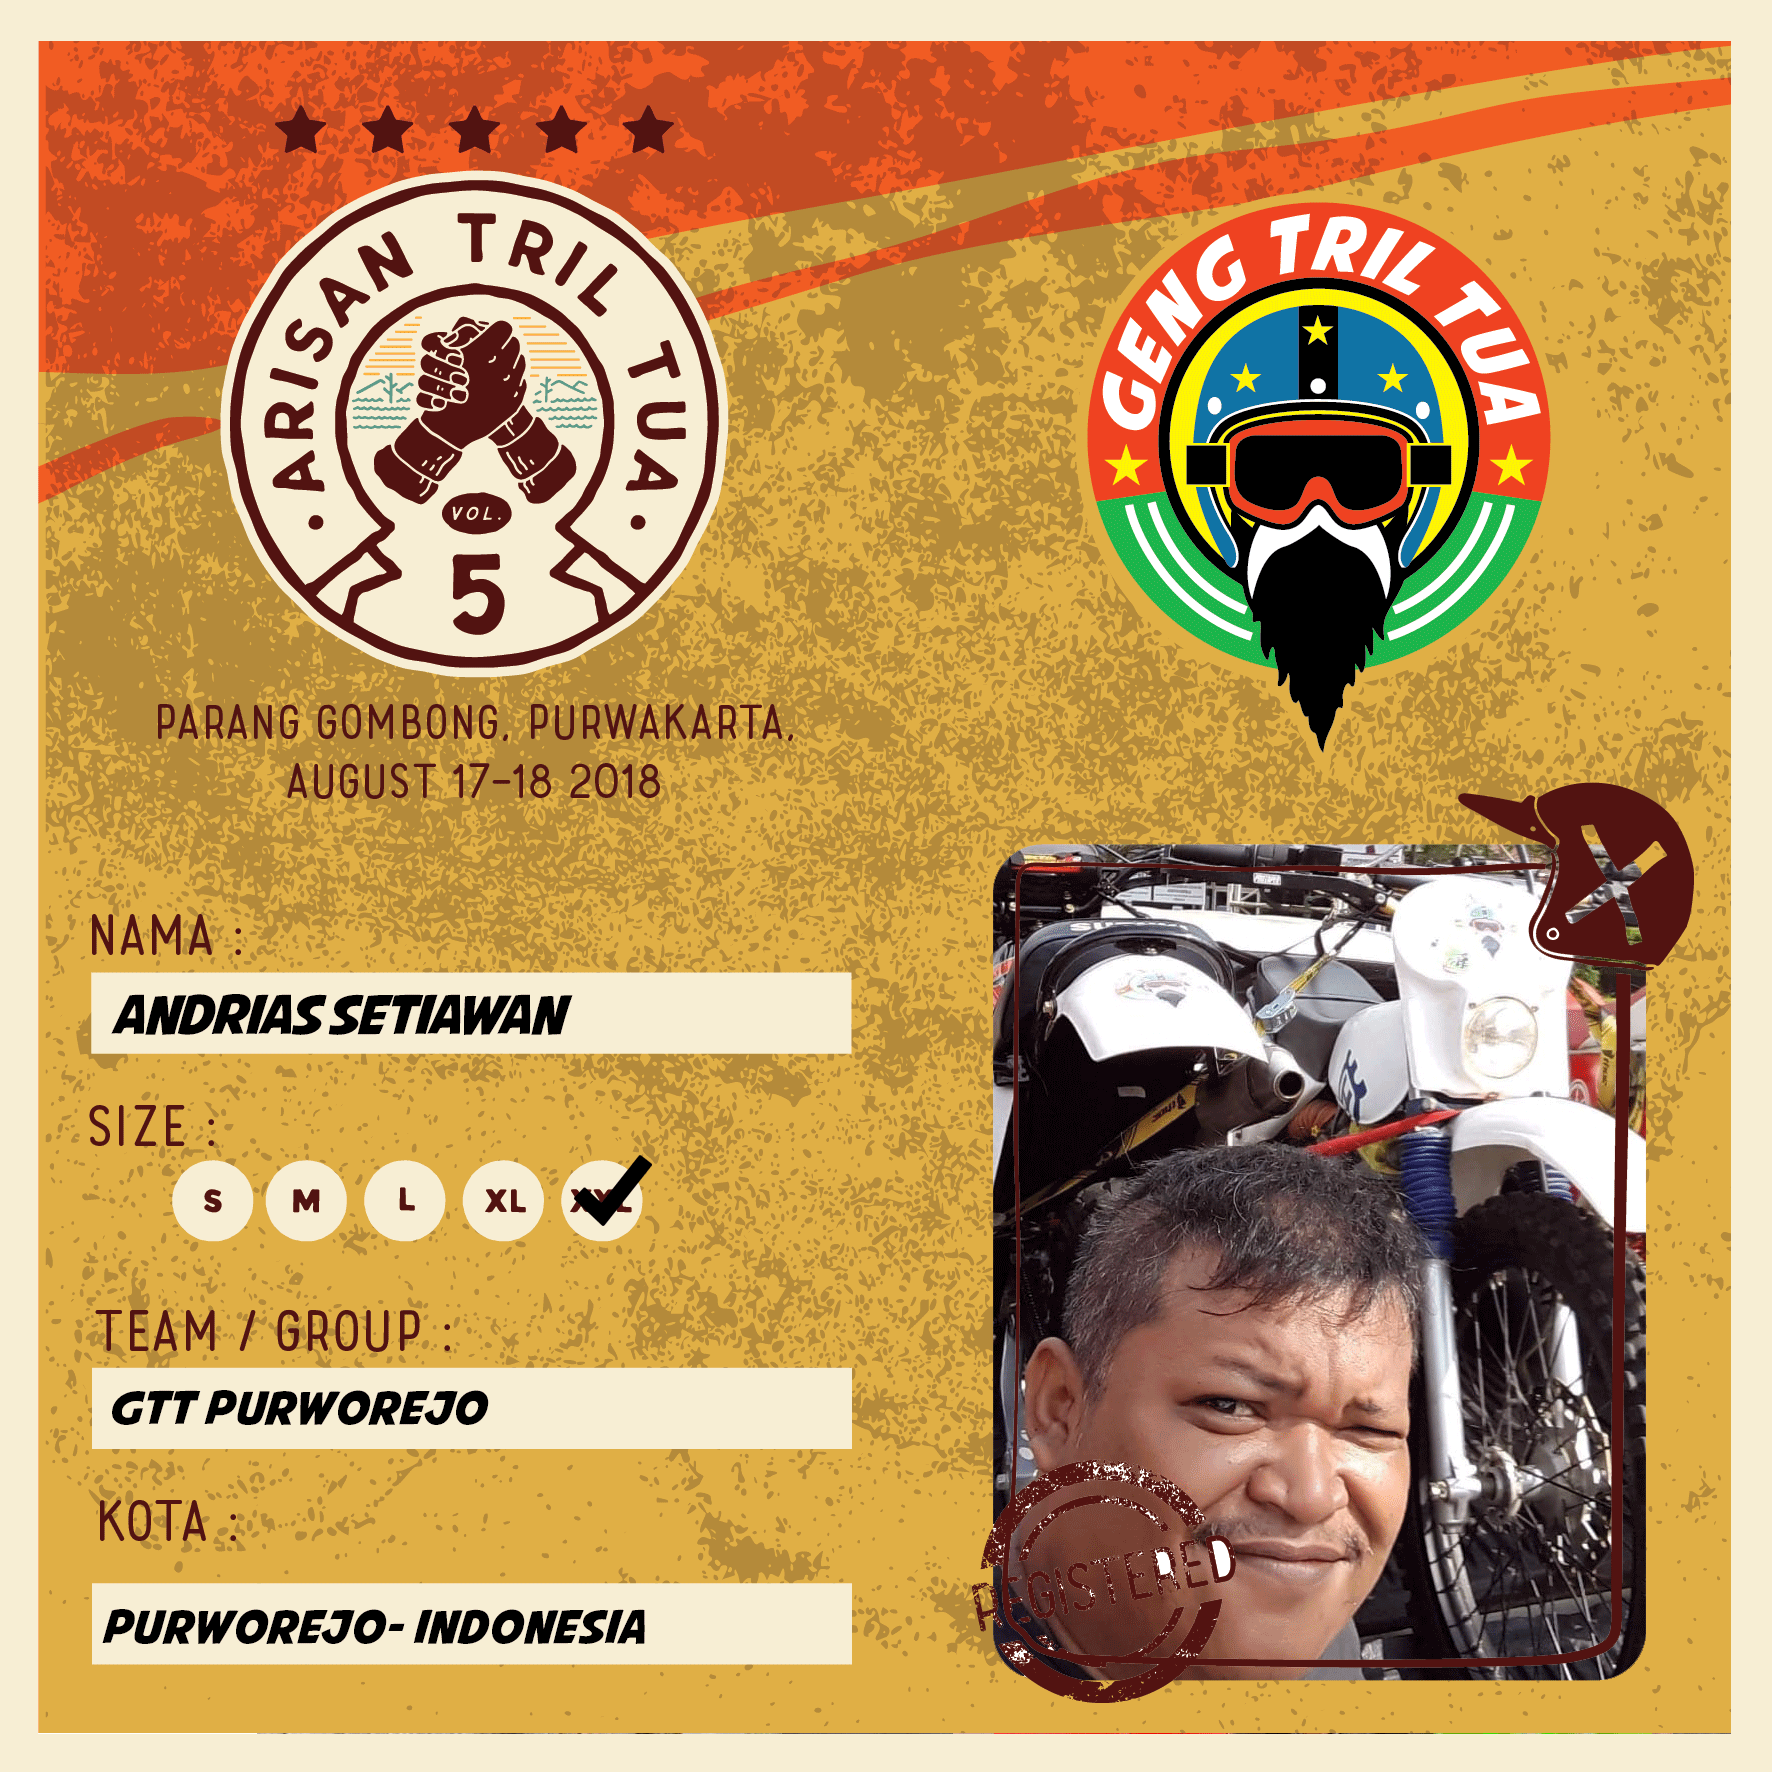 ARISAN TRIL TUA
VOL.
5
PARANG GOMBONG, PURWAKARTA,
AUGUST 17-18 2018
GENG TRIL TUA
NAMA :
ANDRIAS SETIAWAN
SIZE :
S M L XL XXL
TEAM / GROUP :
GTT PURWOREJO
KOTA :
PURWOREJO- INDONESIA
REGISTERED